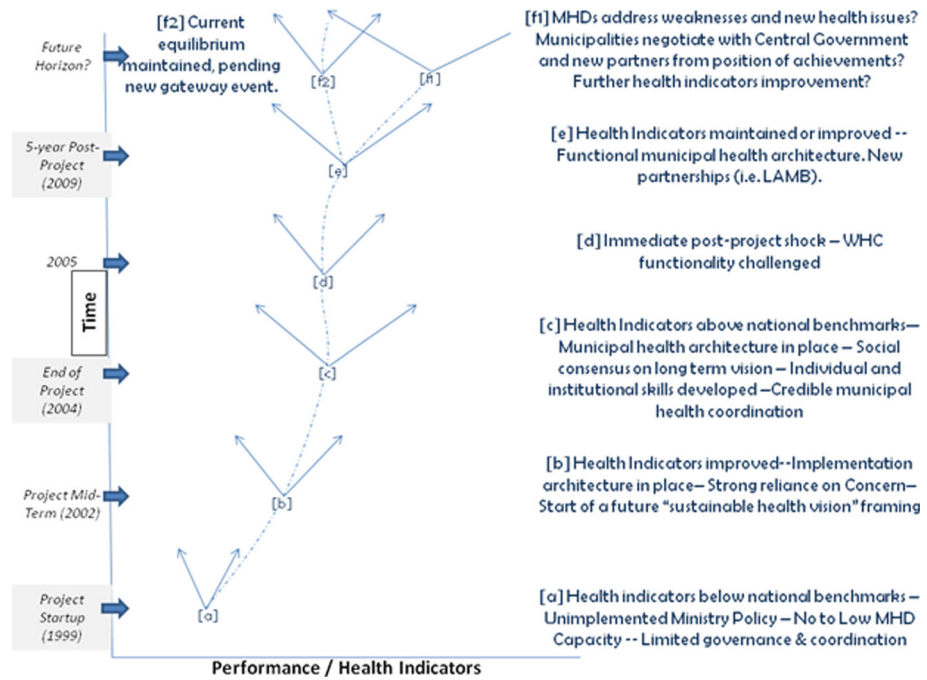 [f2] Current
equilibrium
maintained, pending
new gateway event.
[f1] MHDs address weaknesses and new health issues?
Municipalities negotiate with Central Government
and new partners from position of achievements?
Further health indicators improvement?
Future
Horizon?
[f2]
[f1]
5-year Post-
Project
(2009)
[e]
[e] Health Indicators maintained or improved --
Functional municipal health architecture. New
partnerships (i.e. LAMB).
2005
[d]
[d] Immediate post-project shock – WHC
functionality challenged
Time
End of
Project
(2004)
[c]
[c] Health Indicators above national benchmarks—
Municipal health architecture in place – Social
consensus on long term vision – Individual and
institutional skills developed –Credible municipal
health coordination
Project Mid-
Term (2002)
[b]
[b] Health Indicators improved--Implementation
architecture in place– Strong reliance on Concern–
Start of a future “sustainable health vision” framing
Project
Startup
(1999)
[a]
[a] Health indicators below national benchmarks –
Unimplemented Ministry Policy – No to Low MHD
Capacity -- Limited governance & coordination
Performance / Health Indicators